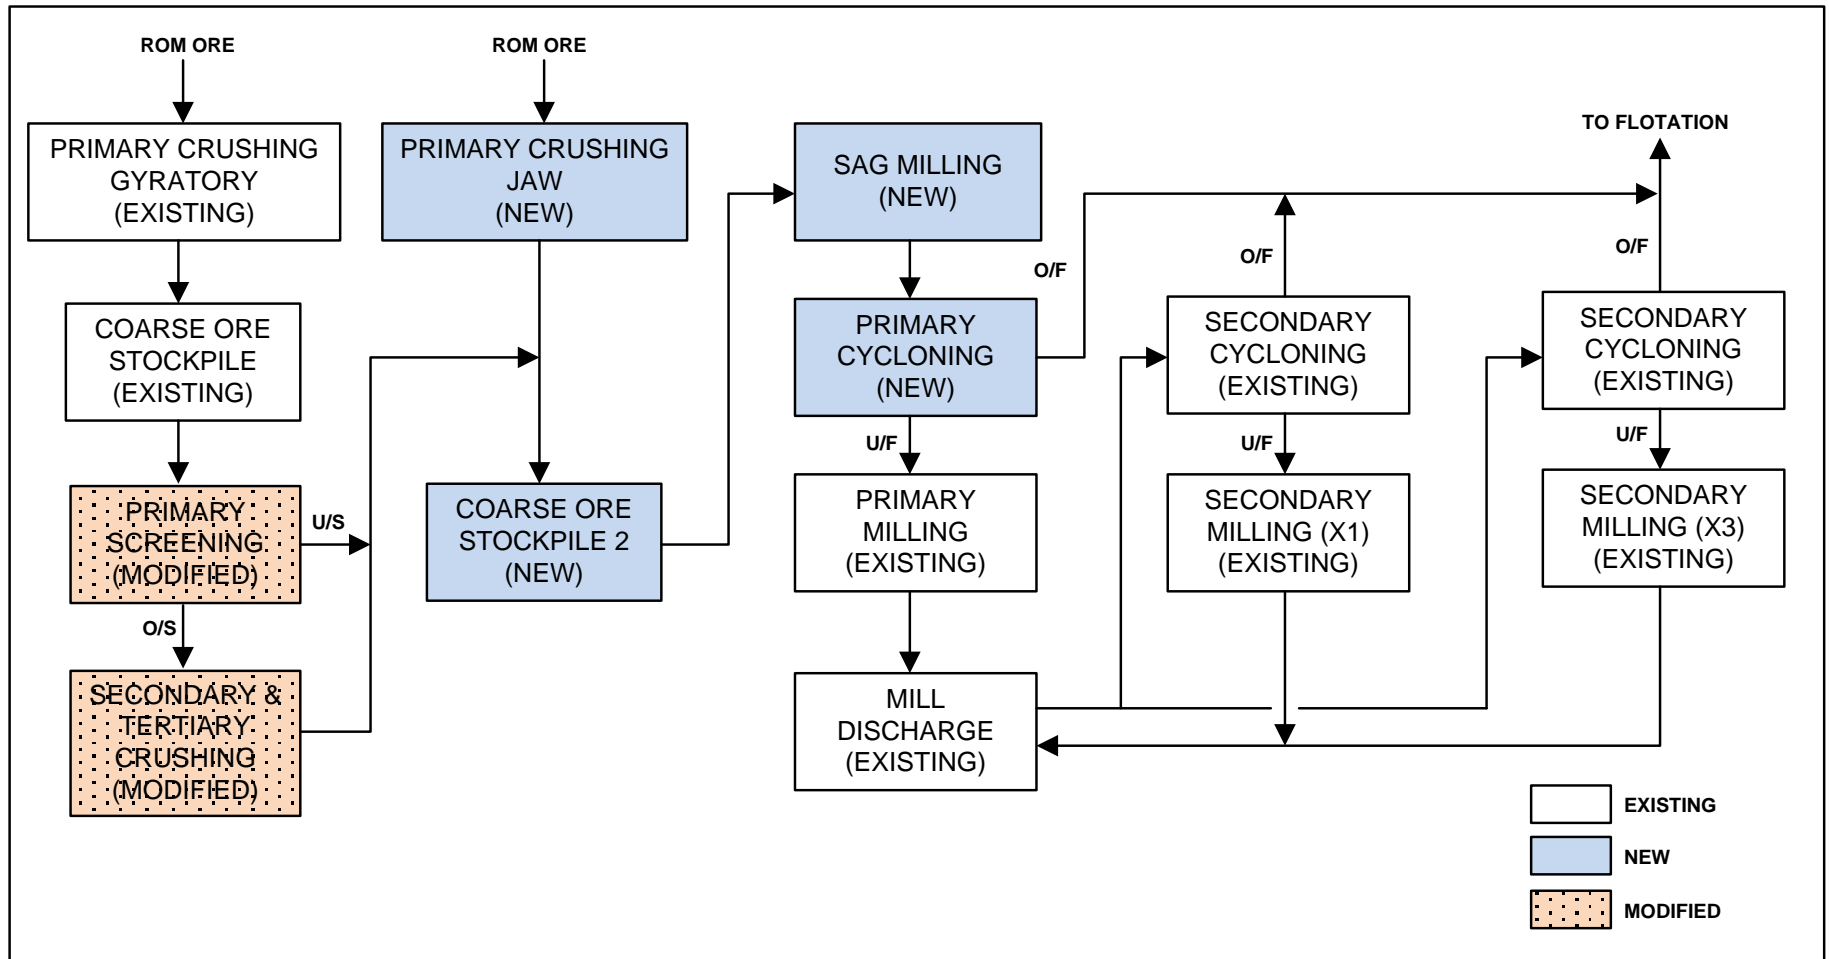 ROM ORE
ROM ORE
PRIMARY CRUSHING
GYRATORY
(EXISTING)
PRIMARY CRUSHING
JAW
(NEW)
SAG MILLING
(NEW)
TO FLOTATION
COARSE ORE
STOCKPILE
(EXISTING)
O/F
O/F
O/F
PRIMARY
CYCLONING
(NEW)
SECONDARY
CYCLONING
(EXISTING)
SECONDARY
CYCLONING
(EXISTING)
U/F
U/F
U/F
PRIMARY
SCREENING
(MODIFIED)
U/S
COARSE ORE
STOCKPILE 2
(NEW)
PRIMARY
MILLING
(EXISTING)
SECONDARY
MILLING (X1)
(EXISTING)
SECONDARY
MILLING (X3)
(EXISTING)
O/S
SECONDARY &
TERTIARY
CRUSHING
(MODIFIED)
MILL
DISCHARGE
(EXISTING)
EXISTING
NEW
MODIFIED